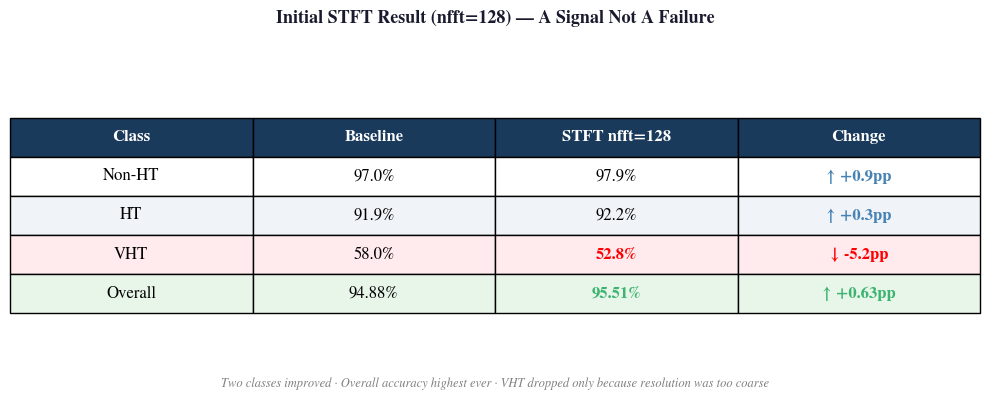 Initial STFT Result (nfft=128) — A Signal Not A Failure
Class Baseline STFT nfft=128 Change
Non-HT 97.0% 97.9% ↑ +0.9pp
HT 91.9% 92.2% ↑ +0.3pp
VHT 58.0% 52.8% ↓ -5.2pp
Overall 94.88% 95.51% ↑ +0.63pp
Two classes improved · Overall accuracy highest ever · VHT dropped only because resolution was too coarse